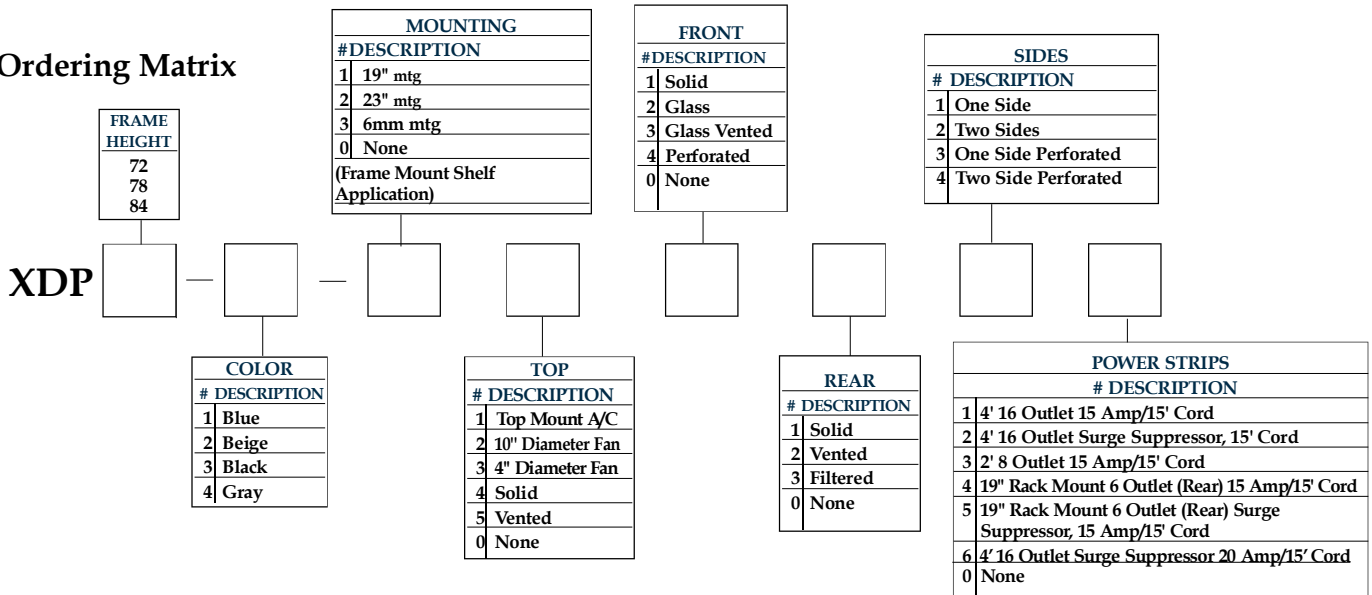 Ordering Matrix
FRAME
HEIGHT
72
78
84
MOUNTING
#DESCRIPTION
1 19" mtg
2 23" mtg
3 6mm mtg
0 None
(Frame Mount Shelf
Application)
FRONT
#DESCRIPTION
1 Solid
2 Glass
3 Glass Vented
4 Perforated
0 None
SIDES
# DESCRIPTION
1 One Side
2 Two Sides
3 One Side Perforated
4 Two Side Perforated
XDP — —
COLOR
# DESCRIPTION
1 Blue
2 Beige
3 Black
4 Gray
TOP
# DESCRIPTION
1 Top Mount A/C
2 10" Diameter Fan
3 4" Diameter Fan
4 Solid
5 Vented
0 None
REAR
# DESCRIPTION
1 Solid
2 Vented
3 Filtered
0 None
POWER STRIPS
# DESCRIPTION
1 4' 16 Outlet 15 Amp/15' Cord
2 4' 16 Outlet Surge Suppressor, 15' Cord
3 2' 8 Outlet 15 Amp/15' Cord
4 19" Rack Mount 6 Outlet (Rear) 15 Amp/15' Cord
5 19" Rack Mount 6 Outlet (Rear) Surge
Suppressor, 15 Amp/15' Cord
6 4’ 16 Outlet Surge Suppressor 20 Amp/15’ Cord
0 None